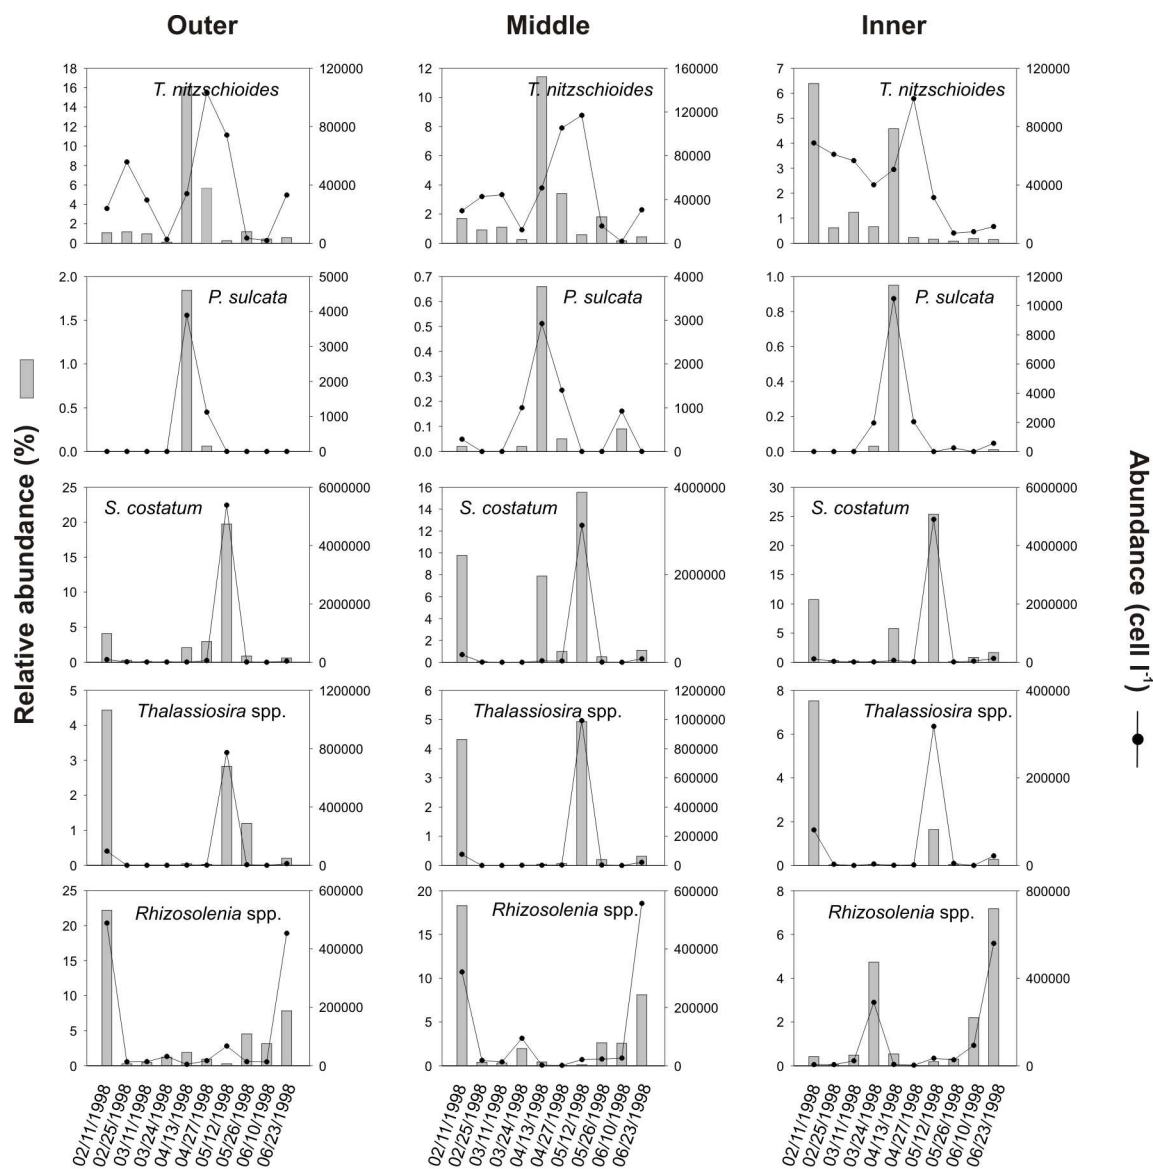 Outer Middle Inner
18 16 14 12 10 8 6 4 2 0
T. nitzschioides
120000 80000 40000 0
12 10 8 6 4 2 0
T. nitzschioides
160000 120000 80000 40000 0
7 6 5 4 3 2 1 0
T. nitzschioides
120000 80000 40000 0
2.0 1.5 1.0 0.5 0.0
P. sulcata
5000 4000 3000 2000 1000 0
0.7 0.6 0.5 0.4 0.3 0.2 0.1 0.0
P. sulcata
4000 3000 2000 1000 0
1.0 0.8 0.6 0.4 0.2 0.0
P. sulcata
12000 10000 8000 6000 4000 2000 0
25 20 15 10 5 0
S. costatum
6000000 4000000 2000000 0
16 14 12 10 8 6 4 2 0
S. costatum
4000000 2000000 0
30 25 20 15 10 5 0
S. costatum
6000000 4000000 2000000 0
5 4 3 2 1 0
Thalassiosira spp.
1200000 800000 400000 0
6 5 4 3 2 1 0
Thalassiosira spp.
1200000 1000000 800000 600000 400000 200000 0
8 6 4 2 0
Thalassiosira spp.
400000 200000 0
25 20 15 10 5 0
Rhizosolenia spp.
600000 400000 200000 0
20 15 10 5 0
Rhizosolenia spp.
600000 400000 200000 0
8 6 4 2 0
Rhizosolenia spp.
800000 400000 0
02/11/1998 02/25/1998 03/11/1998 03/24/1998 04/13/1998 04/27/1998 05/12/1998 05/26/1998 06/10/1998 06/23/1998
02/11/1998 02/25/1998 03/11/1998 03/24/1998 04/13/1998 04/27/1998 05/12/1998 05/26/1998 06/10/1998 06/23/1998
02/11/1998 02/25/1998 03/11/1998 03/24/1998 04/13/1998 04/27/1998 05/12/1998 05/26/1998 06/10/1998 06/23/1998
Relative abundance (%)
Abundance (cell l-1)